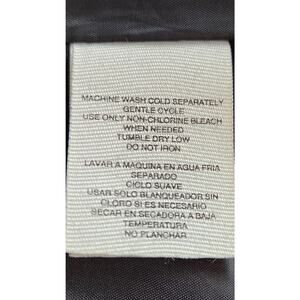 MACHINE WASH COLD SEPARATELY
GENTLE CYCLE
USE ONLY NON-CHLORINE BLEACH
WHEN NEEDED
TUMBLE DRY LOW
DO NOT IRON
LAVAR A MAQUINA EN AGUA FRIA
SEPARADO
CICLO SUAVE
USAR SOLO BLANQUEADOR SIN
CLORO SI ES NECESARIO
SECAR EN SECADORA A BAJA
TEMPERATURA
NO PLANCHAR